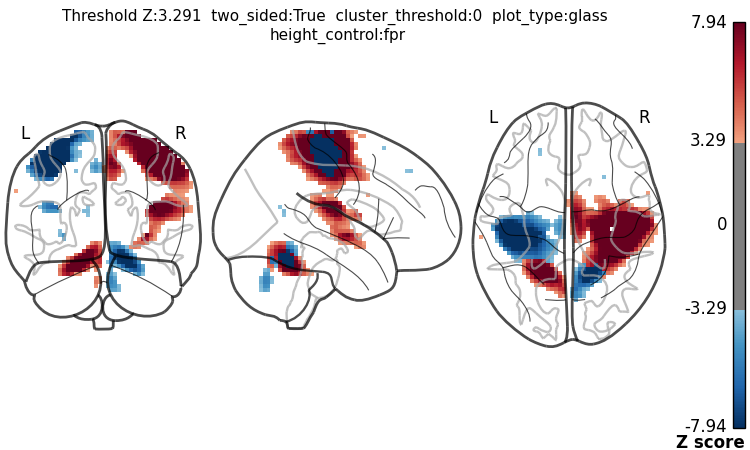 Threshold Z:3.291  two_sided:True  cluster_threshold:0  plot_type:glass
height_control:fpr
L
R
L
R
7.94
3.29
0
-3.29
-7.94
Z score